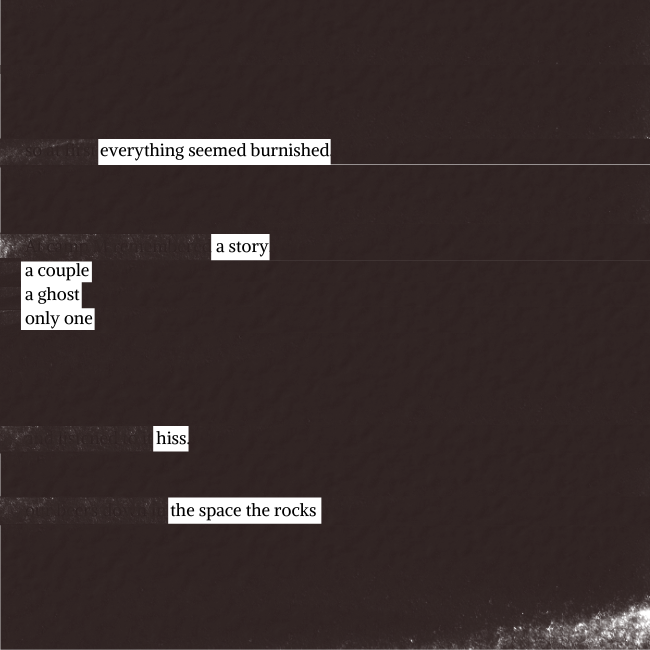 everything seemed burnished
a story
a couple
a ghost
only one
hiss.
the space the rocks